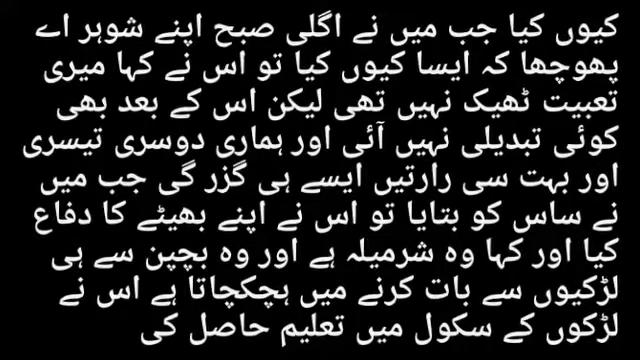 کیوں کیا جب میں نے اگلی صبح اپنے شوہر اے
پھوچھا کہ ایسا کیوں کیا تو اس نے کہا میری
تعبیت ٹھیک نہیں تھی لیکن اس کے بعد بھی
کوئی تبدیلی نہیں آئی اور ہماری دوسری تیسری
اور بہت سی رارتیں ایسے ہی گزر گی جب میں
نے ساس کو بتایا تو اس نے اپنے بھیٹے کا دفاع
کیا اور کہا وہ شرمیلہ ہے اور وہ بچپن سے ہی
لڑکیوں سے بات کرنے میں ہچکچاتا ہے اس نے
لڑکوں کے سکول میں تعلیم حاصل کی